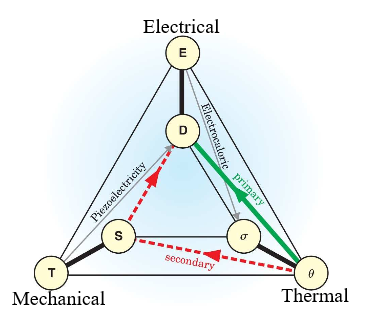 Electrical
E
D
Electrocaloric
Piezoelectricity
primary
S
σ
secondary
T
θ
Mechanical
Thermal